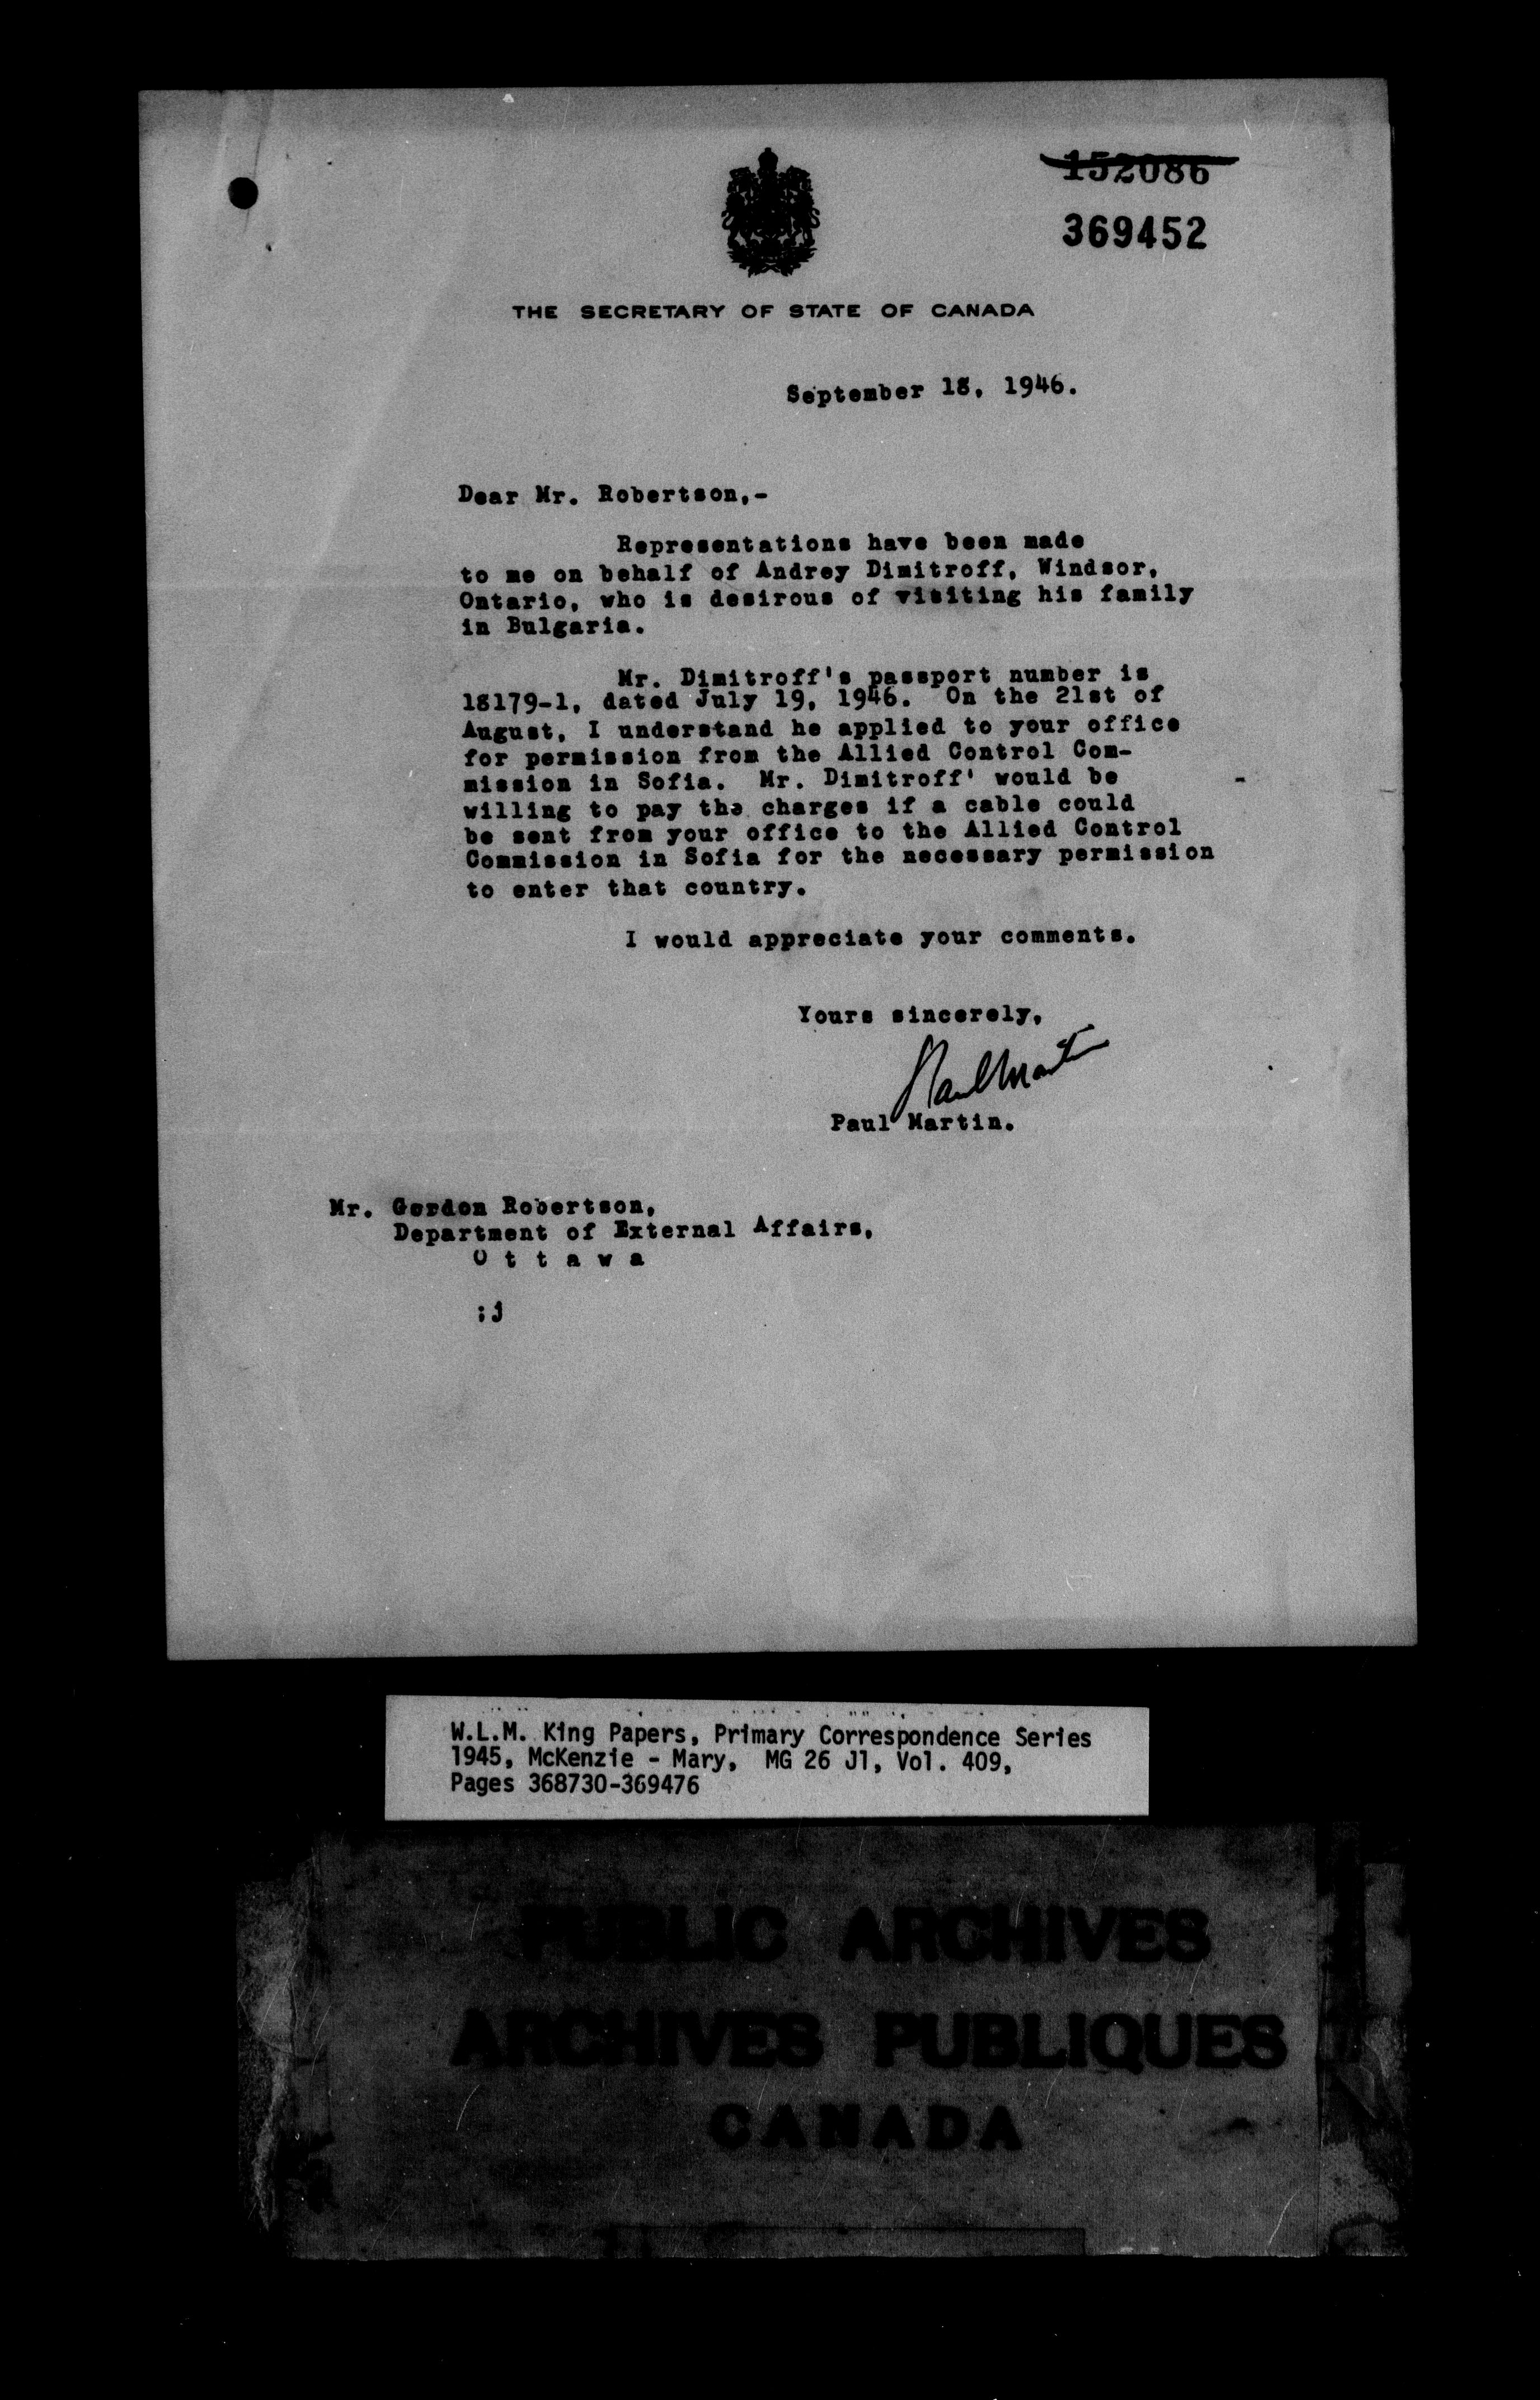 152086
369452
THE SECRETARY OF STATE OF CANADA
September 18, 1946.
Dear Mr. Robertson,-
Representations have been made
to me on behalf of Andrey Dimitroff, Windsor,
Ontario, who is desirous of visiting his family
in Bulgaria.
Mr. Dimitroff's passport number is
18179-1, dated July 19, 1946. On the 21st of
August, I understand he applied to your office
for permission from the Allied Control Com-
mission in Sofia. Mr. Dimitroff' would be
willing to pay the charges if a cable could
be sent from your office to the Allied Control
Commission in Sofia for the necessary permission
to enter that country.
I would appreciate your comments.
Yours sincerely,
Paul Martin
Paul Martin.
Mr. Gordon Robertson,
Department of External Affairs,
O t t a w a
;j
W.L.M. King Papers, Primary Correspondence Series
1945, McKenzie - Mary, MG 26 J1, Vol. 409,
Pages 368730-369476
PUBLIC ARCHIVES
ARCHIVES PUBLIQUES
CANADA